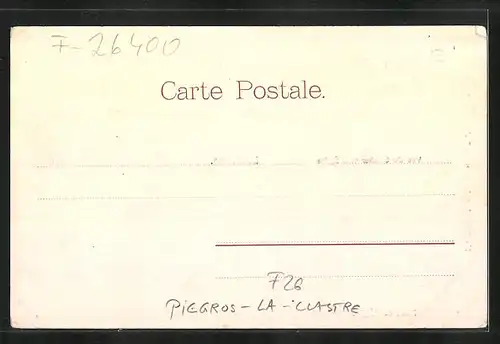 F-26400
Carte Postale.
F26
PIEGROS-LA-CLASTRE